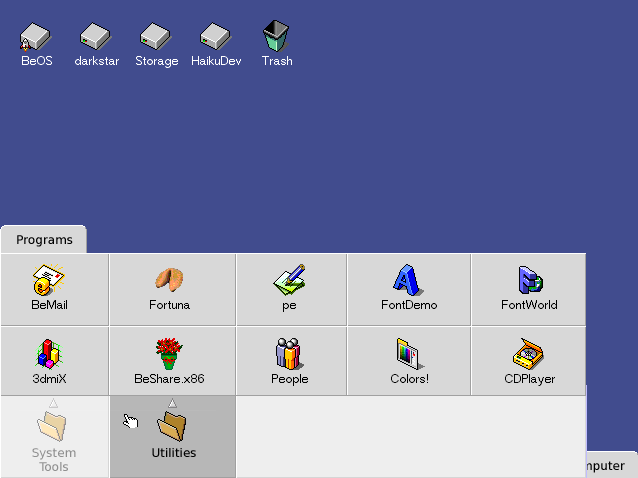 BeOS
darkstar
Storage
HaikuDev
Trash
Programs
BeMail
Fortuna
pe
FontDemo
FontWorld
3dmiX
BeShare.x86
People
Colors!
CDPlayer
System
Tools
Utilities
mputer